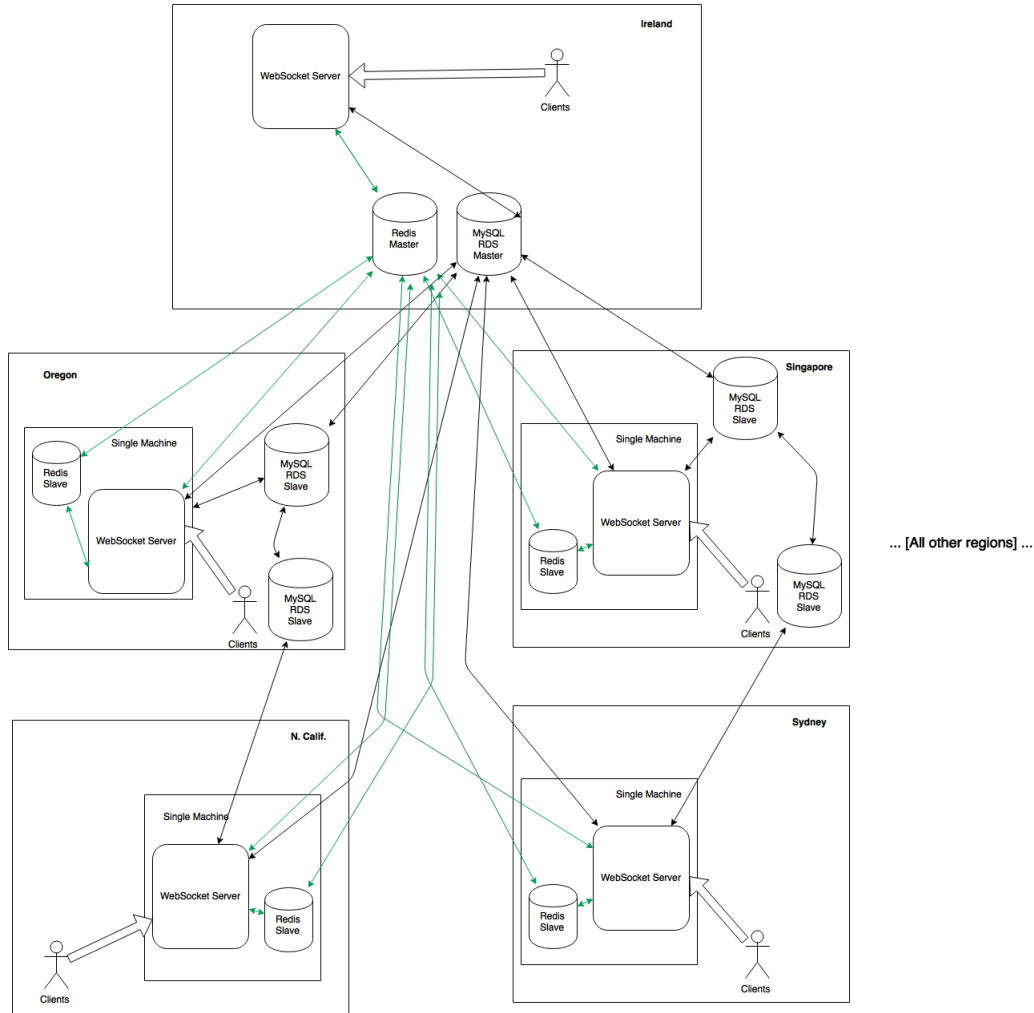 Ireland
WebSocket Server
Clients
Redis
Master
MySQL
RDS
Master
Oregon
Single Machine
Redis
Slave
WebSocket Server
MySQL
RDS
Slave
MySQL
RDS
Slave
Clients
Singapore
MySQL
RDS
Slave
Single Machine
WebSocket Server
Redis
Slave
MySQL
RDS
Slave
Clients
... [All other regions] ...
N. Calif.
Single Machine
WebSocket Server
Redis
Slave
Clients
Sydney
Single Machine
WebSocket Server
Redis
Slave
Clients